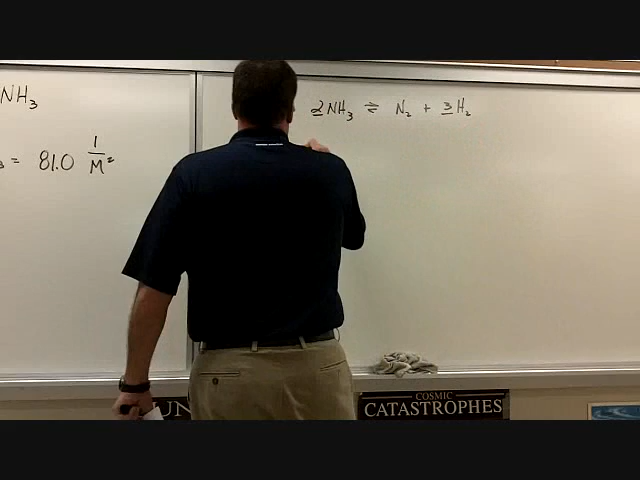 NH₃
= 81.0 1/M²
2NH₃ ⇌ N₂ + 3H₂
COSMIC
CATASTROPHES